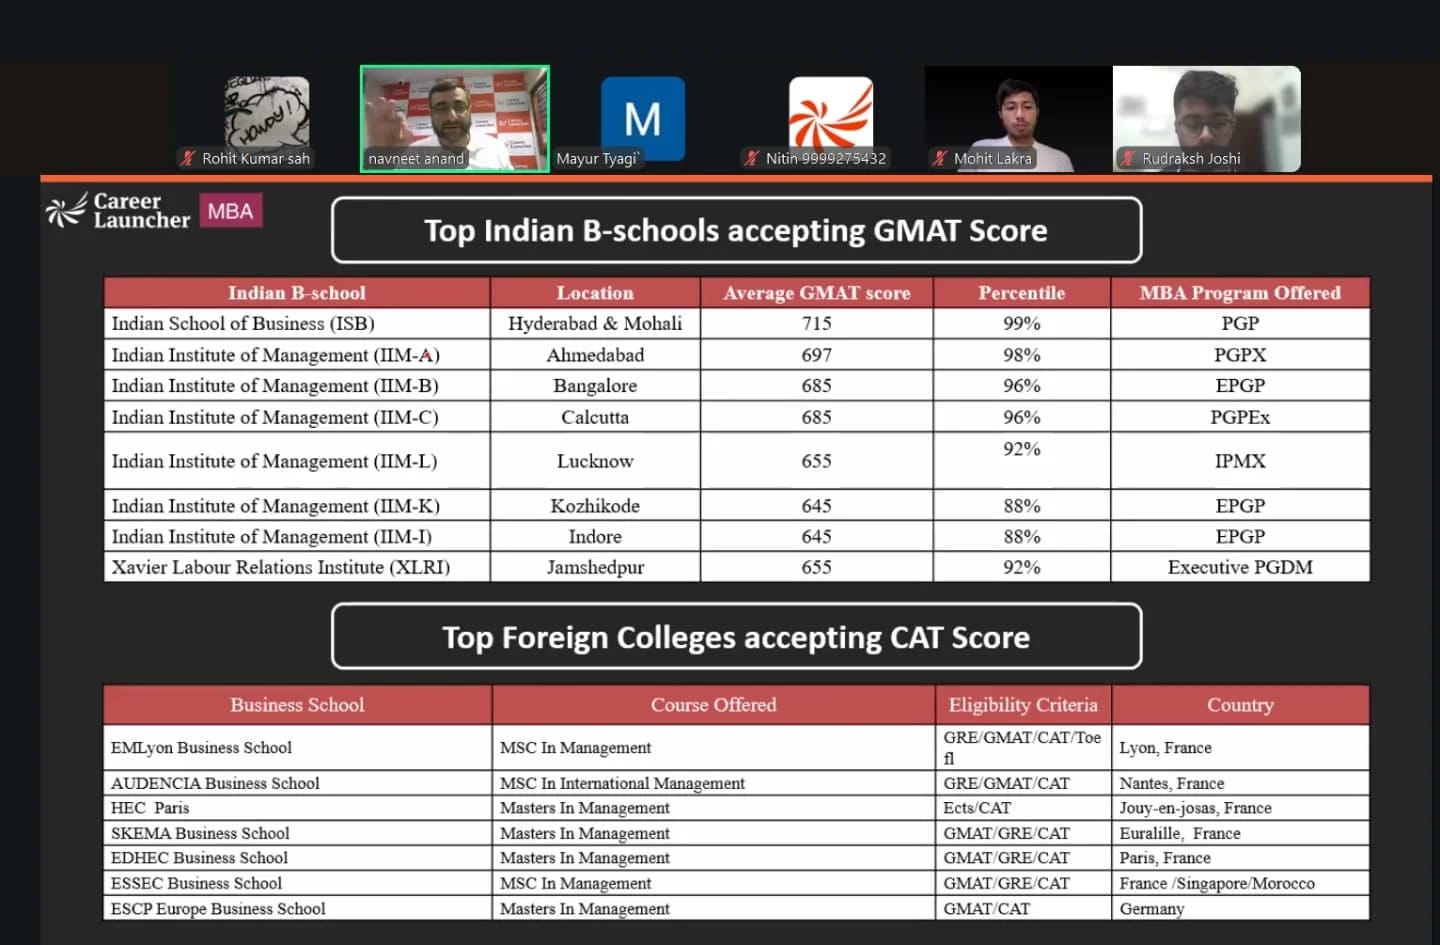 HOWDY!
M
Rohit Kumar sah
navneet anand
Mayur Tyagi`
Nitin 9999275432
Mohit Lakra
Rudraksh Joshi
Career Launcher MBA
Top Indian B-schools accepting GMAT Score
Indian B-school Location Average GMAT score Percentile MBA Program Offered
Indian School of Business (ISB) Hyderabad & Mohali 715 99% PGP
Indian Institute of Management (IIM-A) Ahmedabad 697 98% PGPX
Indian Institute of Management (IIM-B) Bangalore 685 96% EPGP
Indian Institute of Management (IIM-C) Calcutta 685 96% PGPEx
Indian Institute of Management (IIM-L) Lucknow 655 92% IPMX
Indian Institute of Management (IIM-K) Kozhikode 645 88% EPGP
Indian Institute of Management (IIM-I) Indore 645 88% EPGP
Xavier Labour Relations Institute (XLRI) Jamshedpur 655 92% Executive PGDM
Top Foreign Colleges accepting CAT Score
Business School Course Offered Eligibility Criteria Country
EMLyon Business School MSC In Management GRE/GMAT/CAT/Toefl Lyon, France
AUDENCIA Business School MSC In International Management GRE/GMAT/CAT Nantes, France
HEC Paris Masters In Management Ects/CAT Jouy-en-josas, France
SKEMA Business School Masters In Management GMAT/GRE/CAT Euralille, France
EDHEC Business School Masters In Management GMAT/GRE/CAT Paris, France
ESSEC Business School MSC In Management GMAT/GRE/CAT France /Singapore/Morocco
ESCP Europe Business School Masters In Management GMAT/CAT Germany